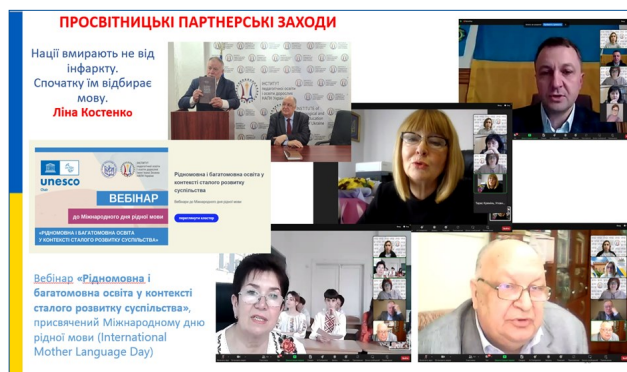 ПРОСВІТНИЦЬКІ ПАРТНЕРСЬКІ ЗАХОДИ
Нації вмирають не від
інфаркту.
Спочатку їм відбирає
мову.
Ліна Костенко
ІНСТИТУТ
unesco
Chair
ВЕБІНАР
до Міжнародного дня рідної мови
«РІДНОМОВНА І БАГАТОМОВНА ОСВІТА
У КОНТЕКСТІ СТАЛОГО РОЗВИТКУ СУСПІЛЬСТВА»
Рідномовна і багатомовна освіта у
контексті сталого розвитку
суспільства
Вебінар до Міжнародного дня рідної мови
Вебінар «Рідномовна і
багатомовна освіта у контексті
сталого розвитку суспільства»,
присвячений Міжнародному дню
рідної мови (International
Mother Language Day)